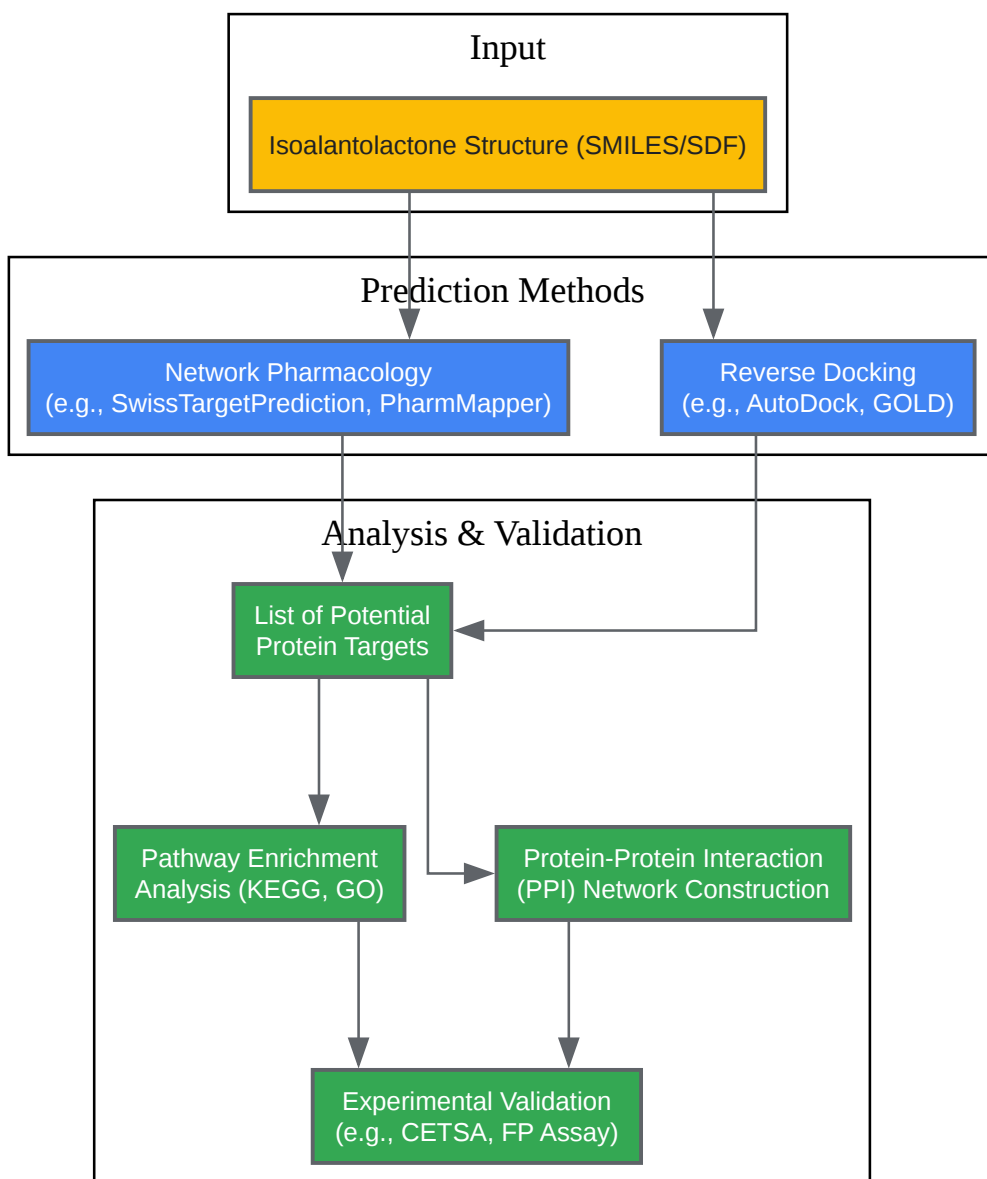 Input
Isoalantolactone Structure (SMILES/SDF)
Prediction Methods
Network Pharmacology
(e.g., SwissTargetPrediction, PharmMapper)
Reverse Docking
(e.g., AutoDock, GOLD)
Analysis & Validation
List of Potential
Protein Targets
Pathway Enrichment
Analysis (KEGG, GO)
Protein-Protein Interaction
(PPI) Network Construction
Experimental Validation
(e.g., CETSA, FP Assay)